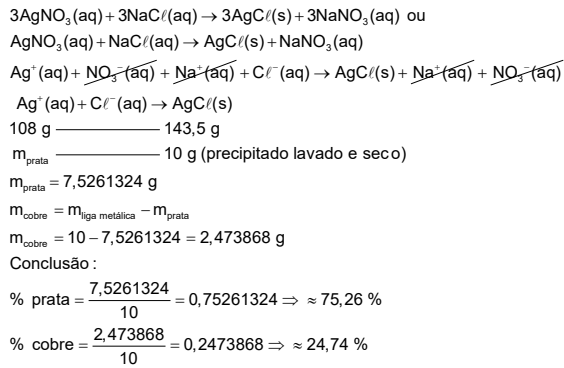 3AgNO₃(aq) + 3NaCℓ(aq) → 3AgCℓ(s) + 3NaNO₃(aq) ou
AgNO₃(aq) + NaCℓ(aq) → AgCℓ(s) + NaNO₃(aq)
Ag⁺(aq) + NO₃⁻(aq) + Na⁺(aq) + Cℓ⁻(aq) → AgCℓ(s) + Na⁺(aq) + NO₃⁻(aq)
Ag⁺(aq) + Cℓ⁻(aq) → AgCℓ(s)
108 g ———— 143,5 g
m_prata ———— 10 g (precipitado lavado e seco)
m_prata = 7,5261324 g
m_cobre = m_liga metálica − m_prata
m_cobre = 10 − 7,5261324 = 2,473868 g
Conclusão :
% prata = 7,5261324/10 = 0,75261324 ⇒ ≈ 75,26 %
% cobre = 2,473868/10 = 0,2473868 ⇒ ≈ 24,74 %